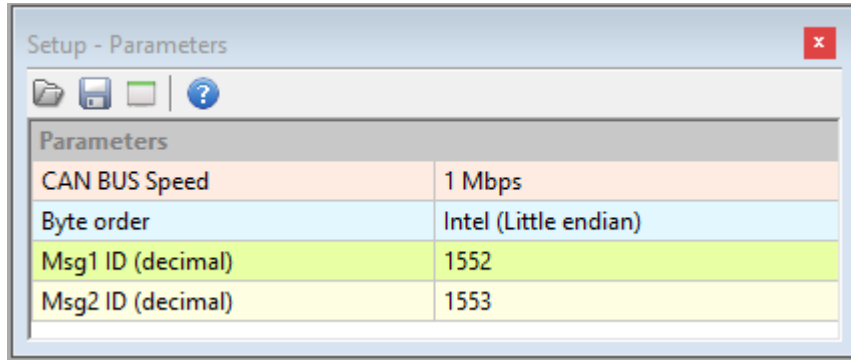 Setup - Parameters
Parameters
CAN BUS Speed 1 Mbps
Byte order Intel (Little endian)
Msg1 ID (decimal) 1552
Msg2 ID (decimal) 1553